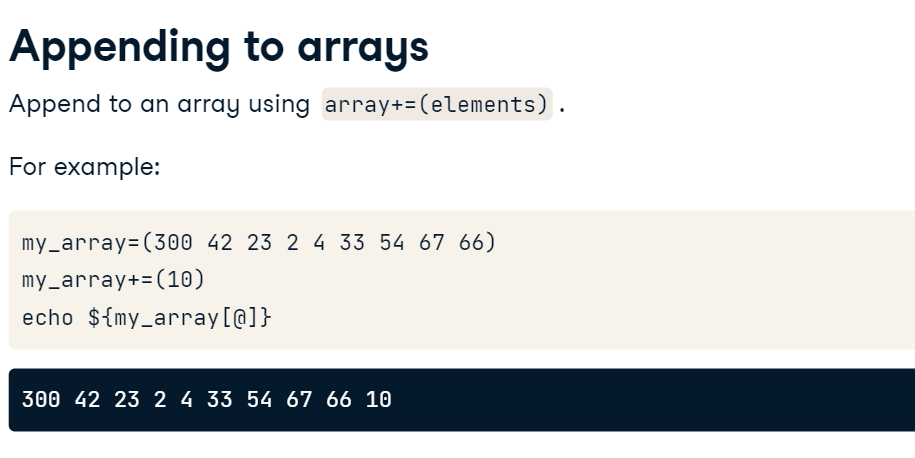 Appending to arrays
Append to an array using array+=(elements) .
For example:
my_array=(300 42 23 2 4 33 54 67 66)
my_array+=(10)
echo ${my_array[@]}
300 42 23 2 4 33 54 67 66 10